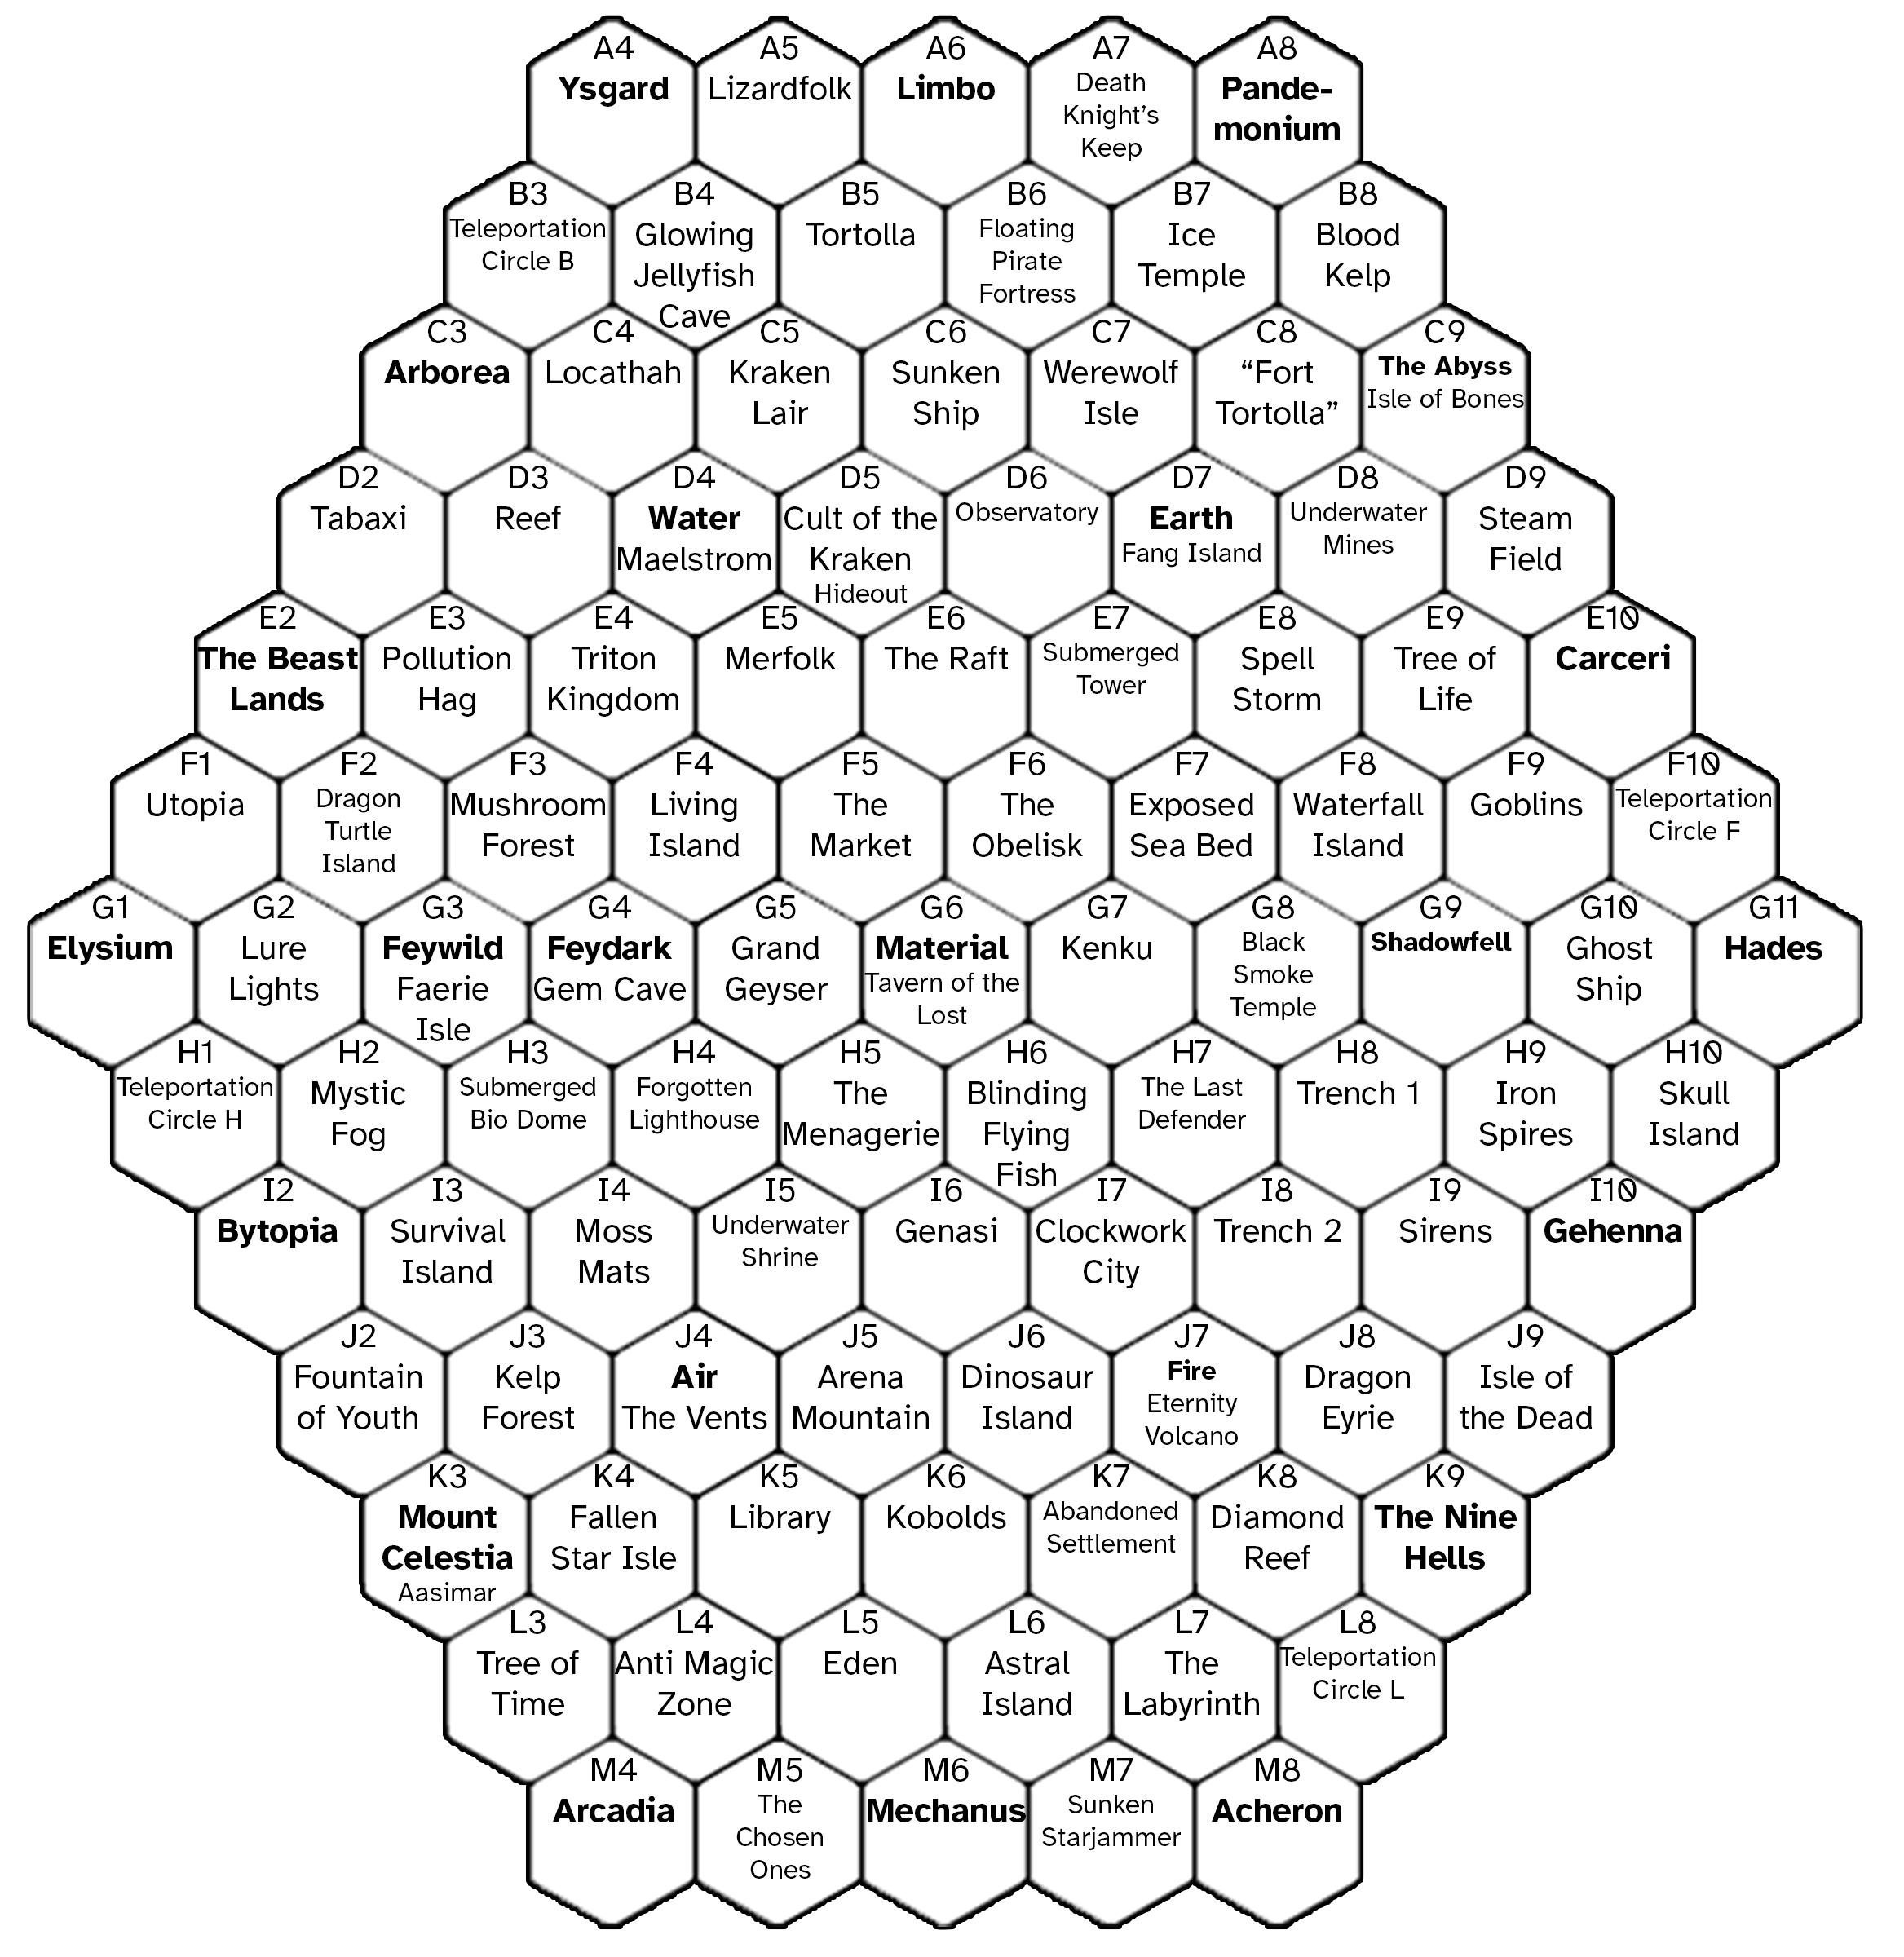 A4
Ysgard
A5
Lizardfolk
A6
Limbo
A7
Death
Knight's
Keep
A8
Pande-
monium
B3
Teleportation
Circle B
B4
Glowing
Jellyfish
Cave
B5
Tortolla
B6
Floating
Pirate
Fortress
B7
Ice
Temple
B8
Blood
Kelp
C3
Arborea
C4
Locathah
C5
Kraken
Lair
C6
Sunken
Ship
C7
Werewolf
Isle
C8
“Fort
Tortolla”
C9
The Abyss
Isle of Bones
D2
Tabaxi
D3
Reef
D4
Water
Maelstrom
D5
Cult of the
Kraken
Hideout
D6
Observatory
D7
Earth
Fang Island
D8
Underwater
Mines
D9
Steam
Field
E2
The Beast
Lands
E3
Pollution
Hag
E4
Triton
Kingdom
E5
Merfolk
E6
The Raft
E7
Submerged
Tower
E8
Spell
Storm
E9
Tree of
Life
E10
Carceri
F1
Utopia
F2
Dragon
Turtle
Island
F3
Mushroom
Forest
F4
Living
Island
F5
The
Market
F6
The
Obelisk
F7
Exposed
Sea Bed
F8
Waterfall
Island
F9
Goblins
F10
Teleportation
Circle F
G1
Elysium
G2
Lure
Lights
G3
Feywild
Faerie
Isle
G4
Feydark
Gem Cave
G5
Grand
Geyser
G6
Material
Tavern of the
Lost
G7
Kenku
G8
Black
Smoke
Temple
G9
Shadowfell
G10
Ghost
Ship
G11
Hades
H1
Teleportation
Circle H
H2
Mystic
Fog
H3
Submerged
Bio Dome
H4
Forgotten
Lighthouse
H5
The
Menagerie
H6
Blinding
Flying
Fish
H7
The Last
Defender
H8
Trench 1
H9
Iron
Spires
H10
Skull
Island
I2
Bytopia
I3
Survival
Island
I4
Moss
Mats
I5
Underwater
Shrine
I6
Genasi
I7
Clockwork
City
I8
Trench 2
I9
Sirens
I10
Gehenna
J2
Fountain
of Youth
J3
Kelp
Forest
J4
Air
The Vents
J5
Arena
Mountain
J6
Dinosaur
Island
J7
Fire
Eternity
Volcano
J8
Dragon
Eyrie
J9
Isle of
the Dead
K3
Mount
Celestia
Aasimar
K4
Fallen
Star Isle
K5
Library
K6
Kobolds
K7
Abandoned
Settlement
K8
Diamond
Reef
K9
The Nine
Hells
L3
Tree of
Time
L4
Anti Magic
Zone
L5
Eden
L6
Astral
Island
L7
The
Labyrinth
L8
Teleportation
Circle L
M4
Arcadia
M5
The
Chosen
Ones
M6
Mechanus
M7
Sunken
Starjammer
M8
Acheron